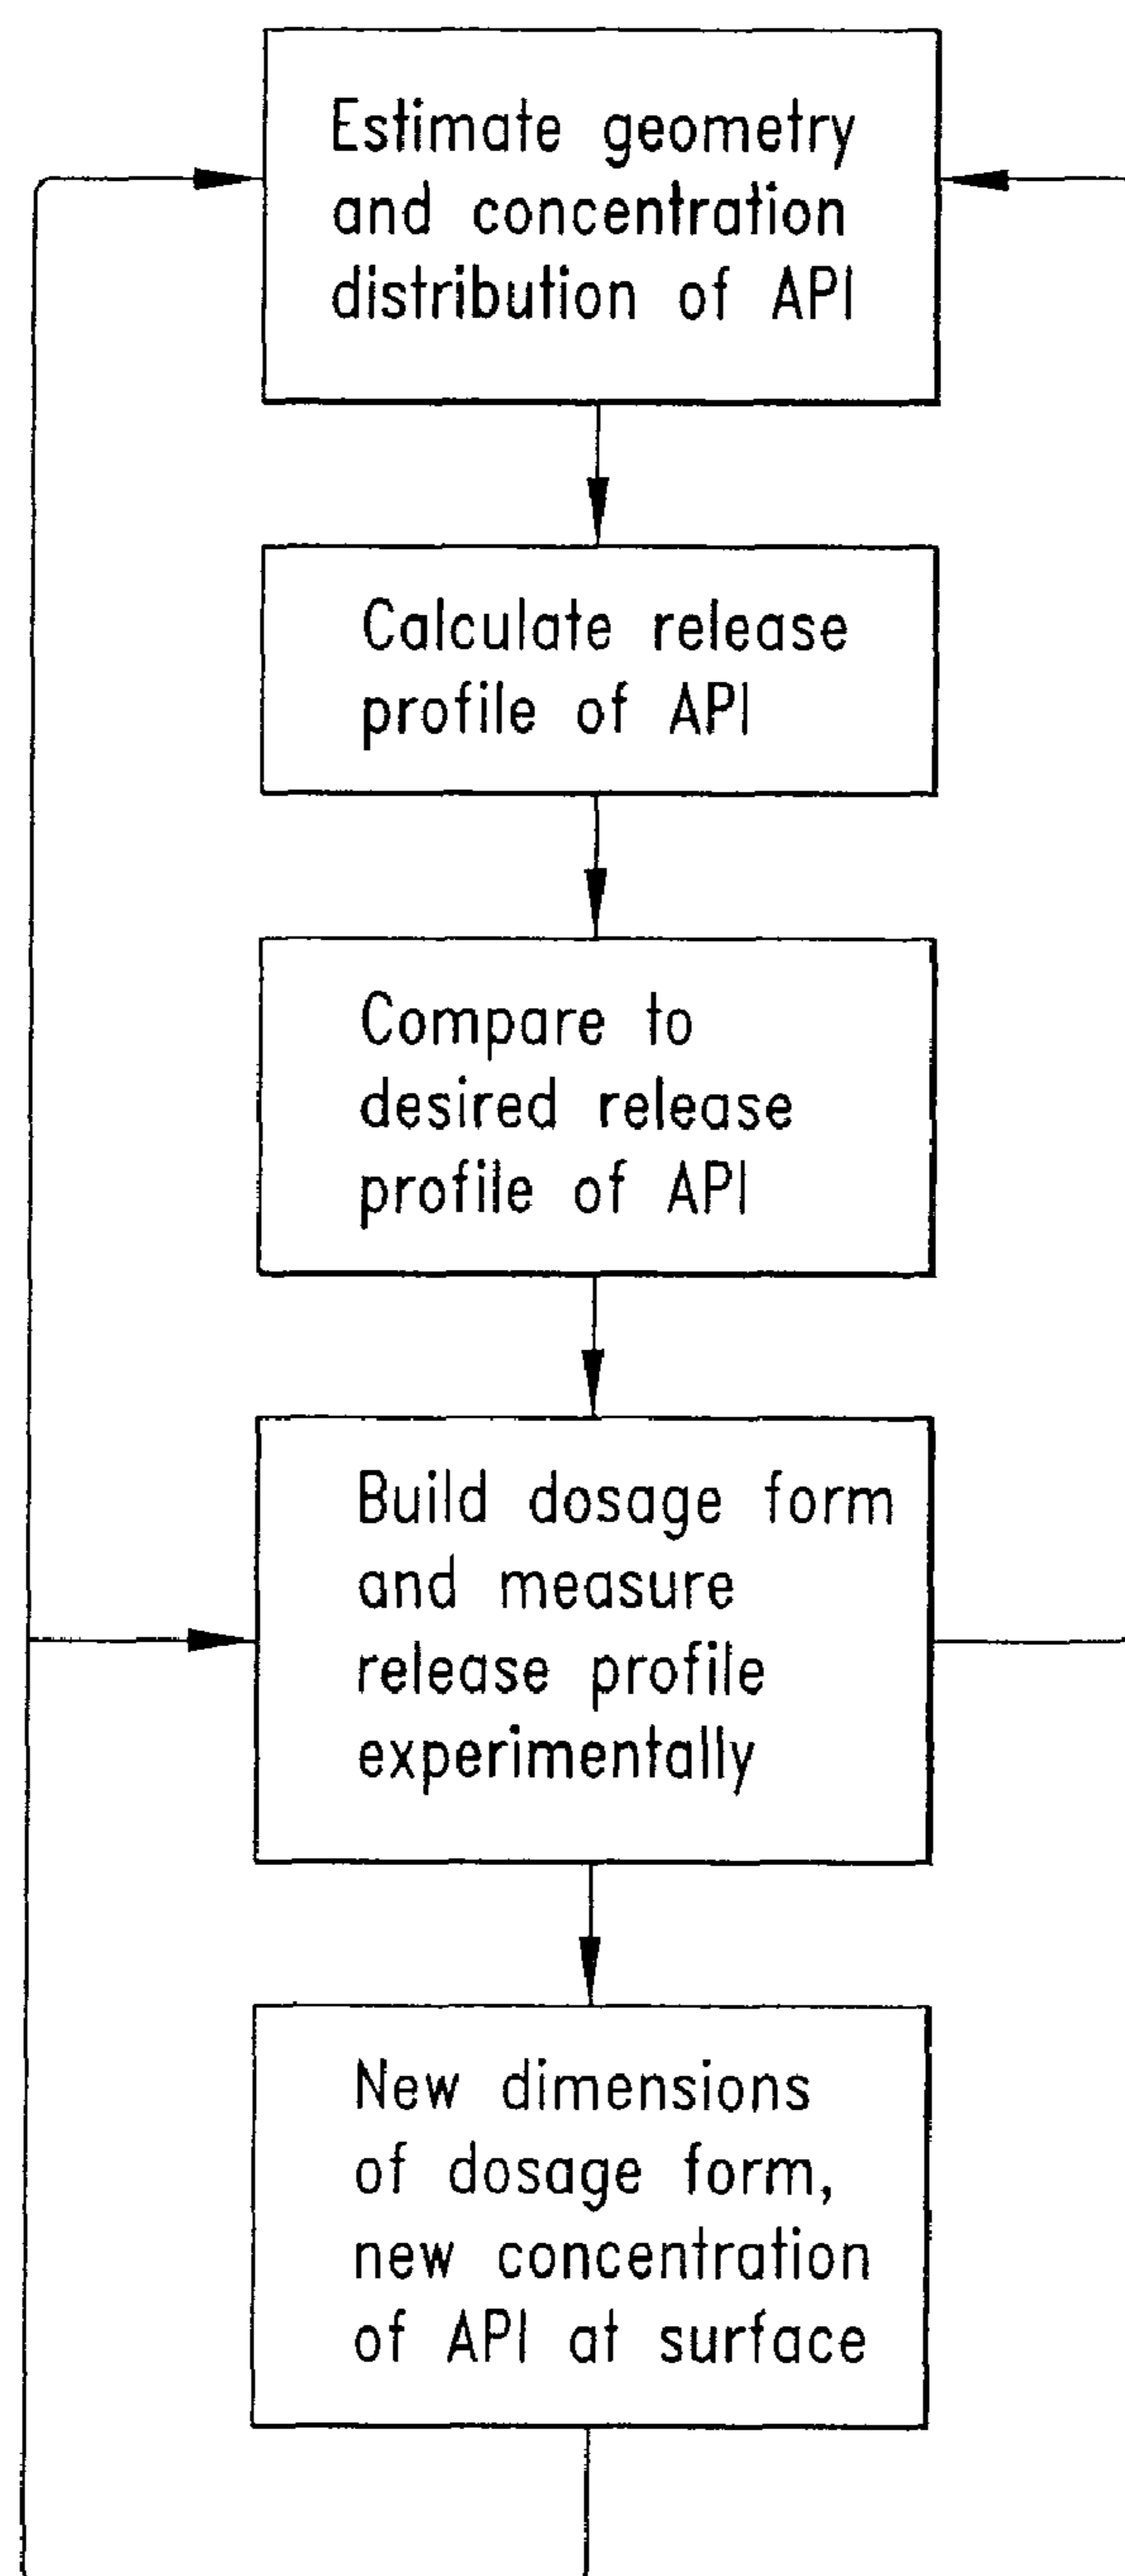 Estimate geometry
and concentration
distribution of API
Calculate release
profile of API
Compare to
desired release
profile of API
Build dosage form
and measure
release profile
experimentally
New dimensions
of dosage form,
new concentration
of API at surface